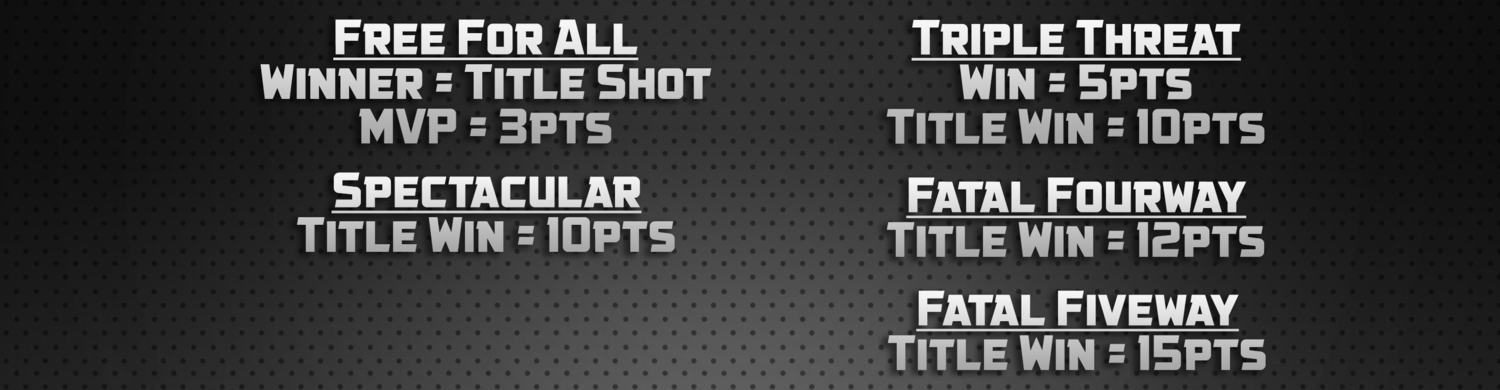 Free For All
Winner = Title Shot
MVP = 3pts
Spectacular
Title Win = 10pts
Triple Threat
Win = 5pts
Title Win = 10pts
Fatal Fourway
Title Win = 12pts
Fatal Fiveway
Title Win = 15pts